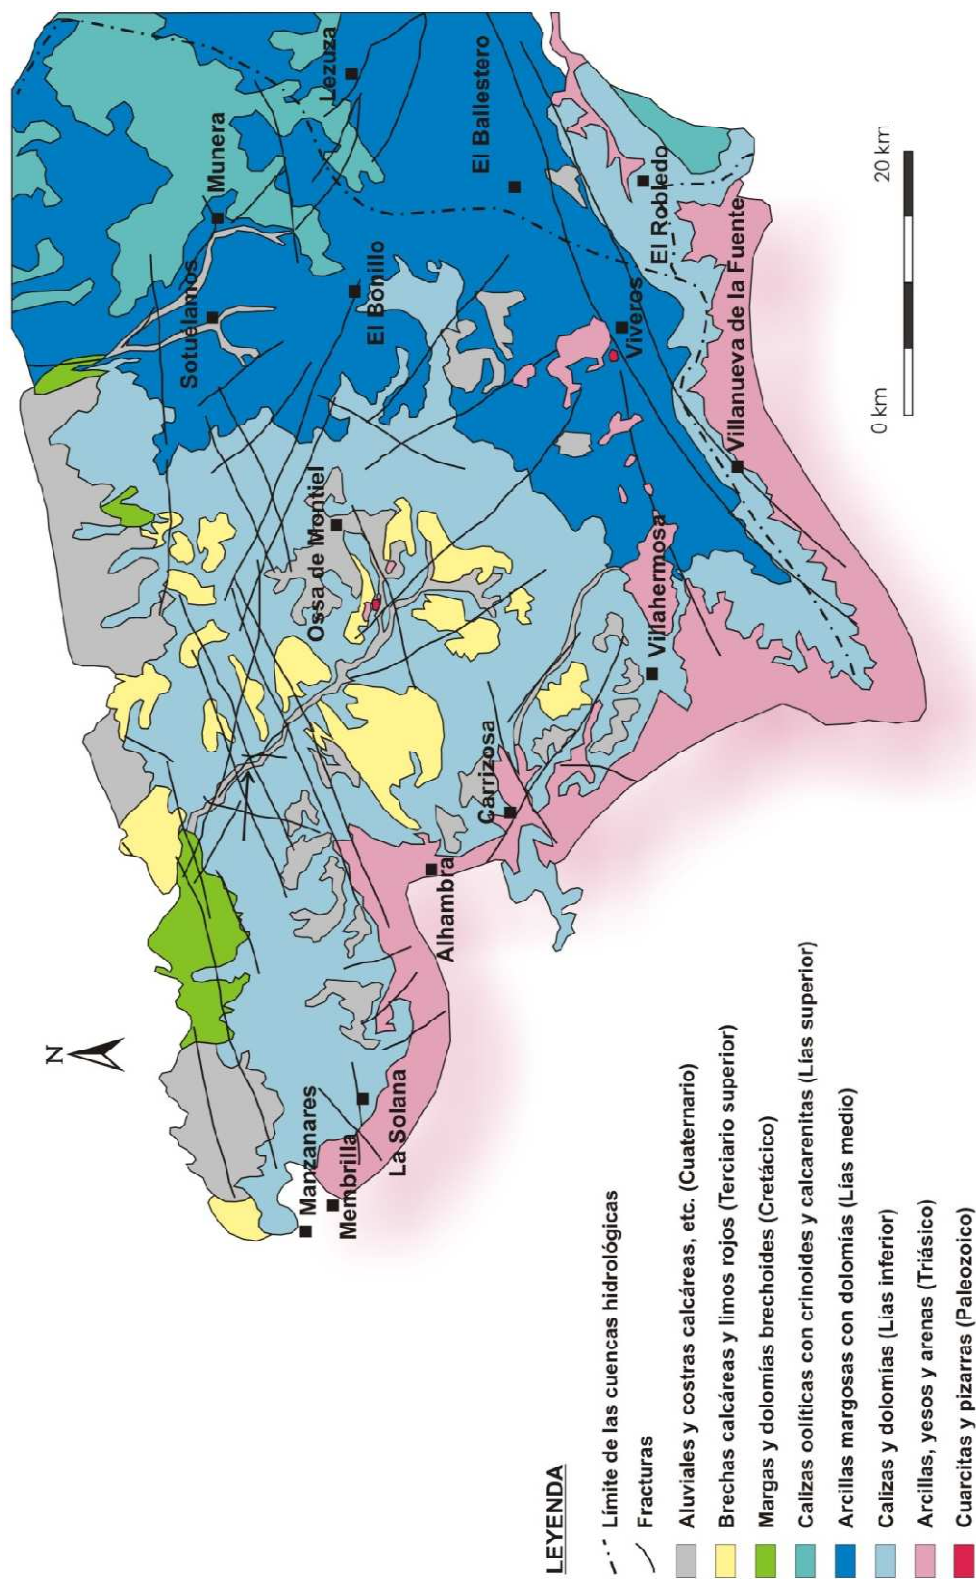 N
Manzanares
Membrilla
La Solana
Alhambra
Carrizosa
Villahermosa
Ossa de Montiel
Sotuélamos
Munera
Lezuza
El Bonillo
El Ballestero
Viveros
El Robledo
Villanueva de la Fuente
0 km
20 km
LEYENDA
Límite de las cuencas hidrológicas
Fracturas
Aluviales y costras calcáreas, etc. (Cuaternario)
Brechas calcáreas y limos rojos (Terciario superior)
Margas y dolomías brechoides (Cretácico)
Calizas oolíticas con crinoides y calcarenitas (Lías superior)
Arcillas margosas con dolomías (Lías medio)
Calizas y dolomías (Lías inferior)
Arcillas, yesos y arenas (Triásico)
Cuarcitas y pizarras (Paleozoico)